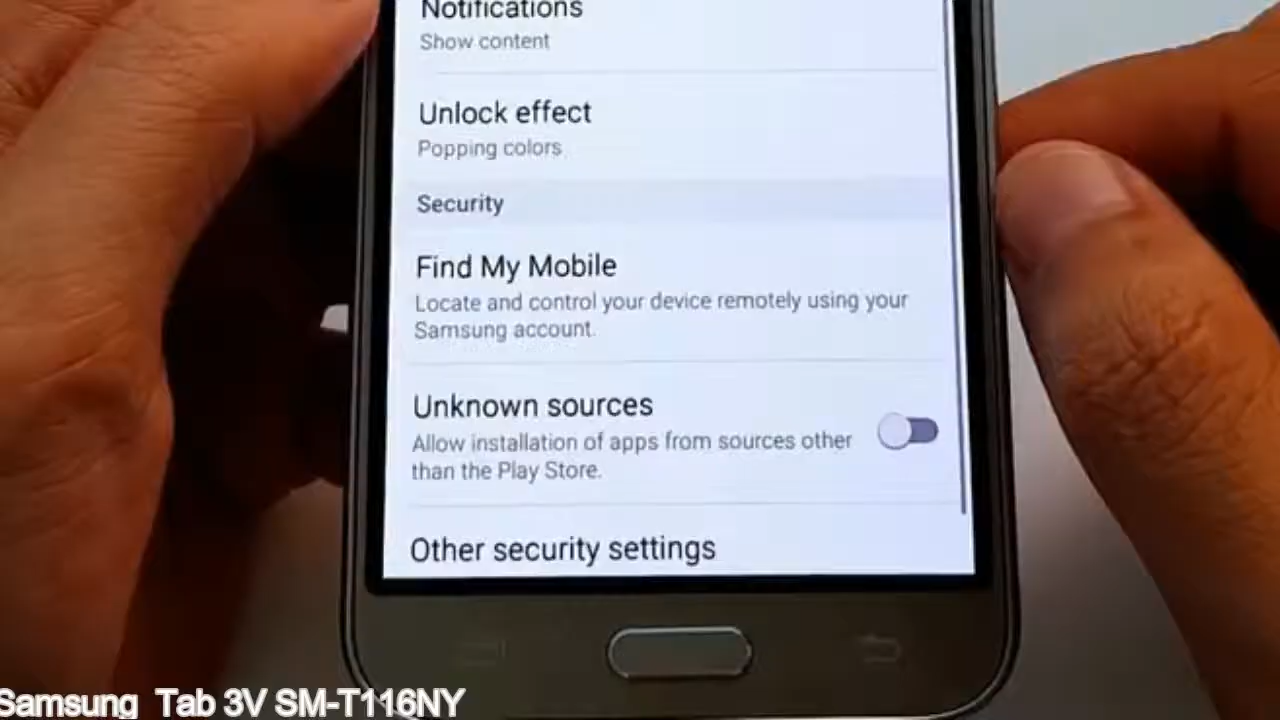 Notifications
Show content
Unlock effect
Popping colors
Security
Find My Mobile
Locate and control your device remotely using your
Samsung account.
Unknown sources
Allow installation of apps from sources other
than the Play Store.
Other security settings
Samsung Tab 3V SM-T116NY